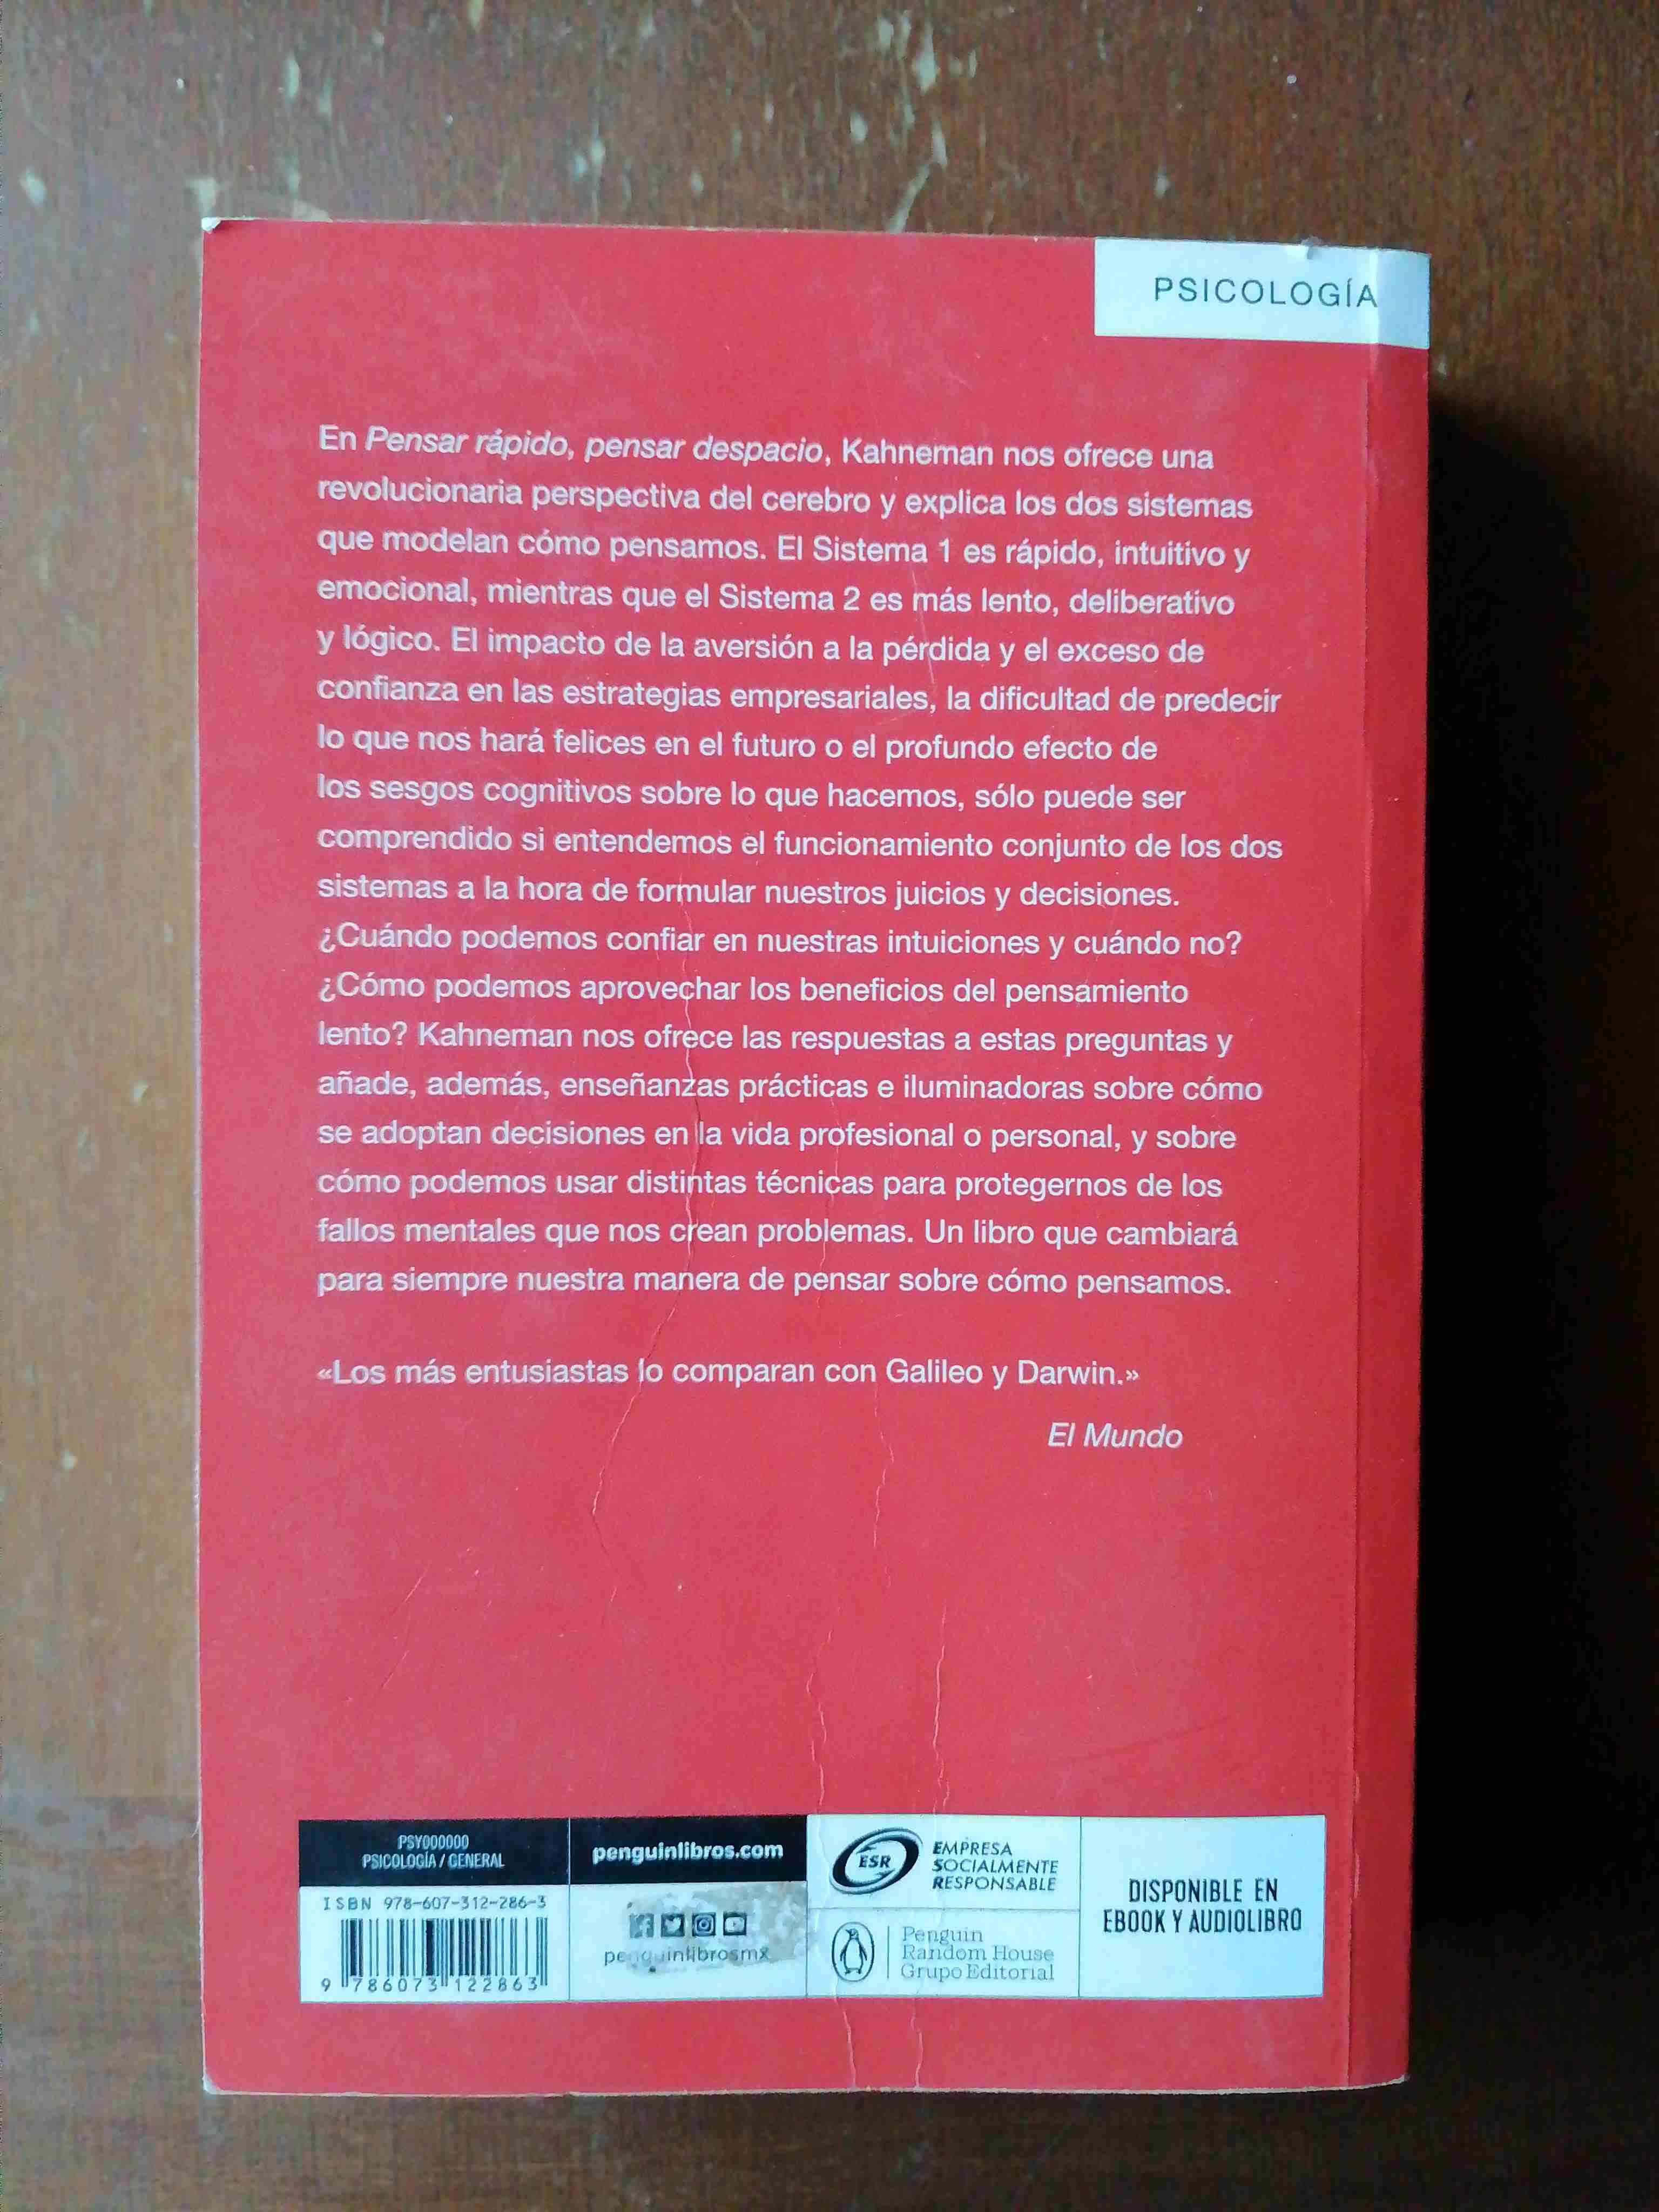 PSICOLOGÍA
En Pensar rápido, pensar despacio, Kahneman nos ofrece una
revolucionaria perspectiva del cerebro y explica los dos sistemas
que modelan cómo pensamos. El Sistema 1 es rápido, intuitivo y
emocional, mientras que el Sistema 2 es más lento, deliberativo
y lógico. El impacto de la aversión a la pérdida y el exceso de
confianza en las estrategias empresariales, la dificultad de predecir
lo que nos hará felices en el futuro o el profundo efecto de
los sesgos cognitivos sobre lo que hacemos, sólo puede ser
comprendido si entendemos el funcionamiento conjunto de los dos
sistemas a la hora de formular nuestros juicios y decisiones.
¿Cuándo podemos confiar en nuestras intuiciones y cuándo no?
¿Cómo podemos aprovechar los beneficios del pensamiento
lento? Kahneman nos ofrece las respuestas a estas preguntas y
añade, además, enseñanzas prácticas e iluminadoras sobre cómo
se adoptan decisiones en la vida profesional o personal, y sobre
cómo podemos usar distintas técnicas para protegernos de los
fallos mentales que nos crean problemas. Un libro que cambiará
para siempre nuestra manera de pensar sobre cómo pensamos.
«Los más entusiastas lo comparan con Galileo y Darwin.»
El Mundo
PSY000000
PSICOLOGÍA / GENERAL
ISBN 978-607-312-286-3
9 786073 122863
penguinlibros.com
penguinlibrosmx
ESR
EMPRESA
SOCIALMENTE
RESPONSABLE
Penguin
Random House
Grupo Editorial
DISPONIBLE EN
EBOOK Y AUDIOLIBRO